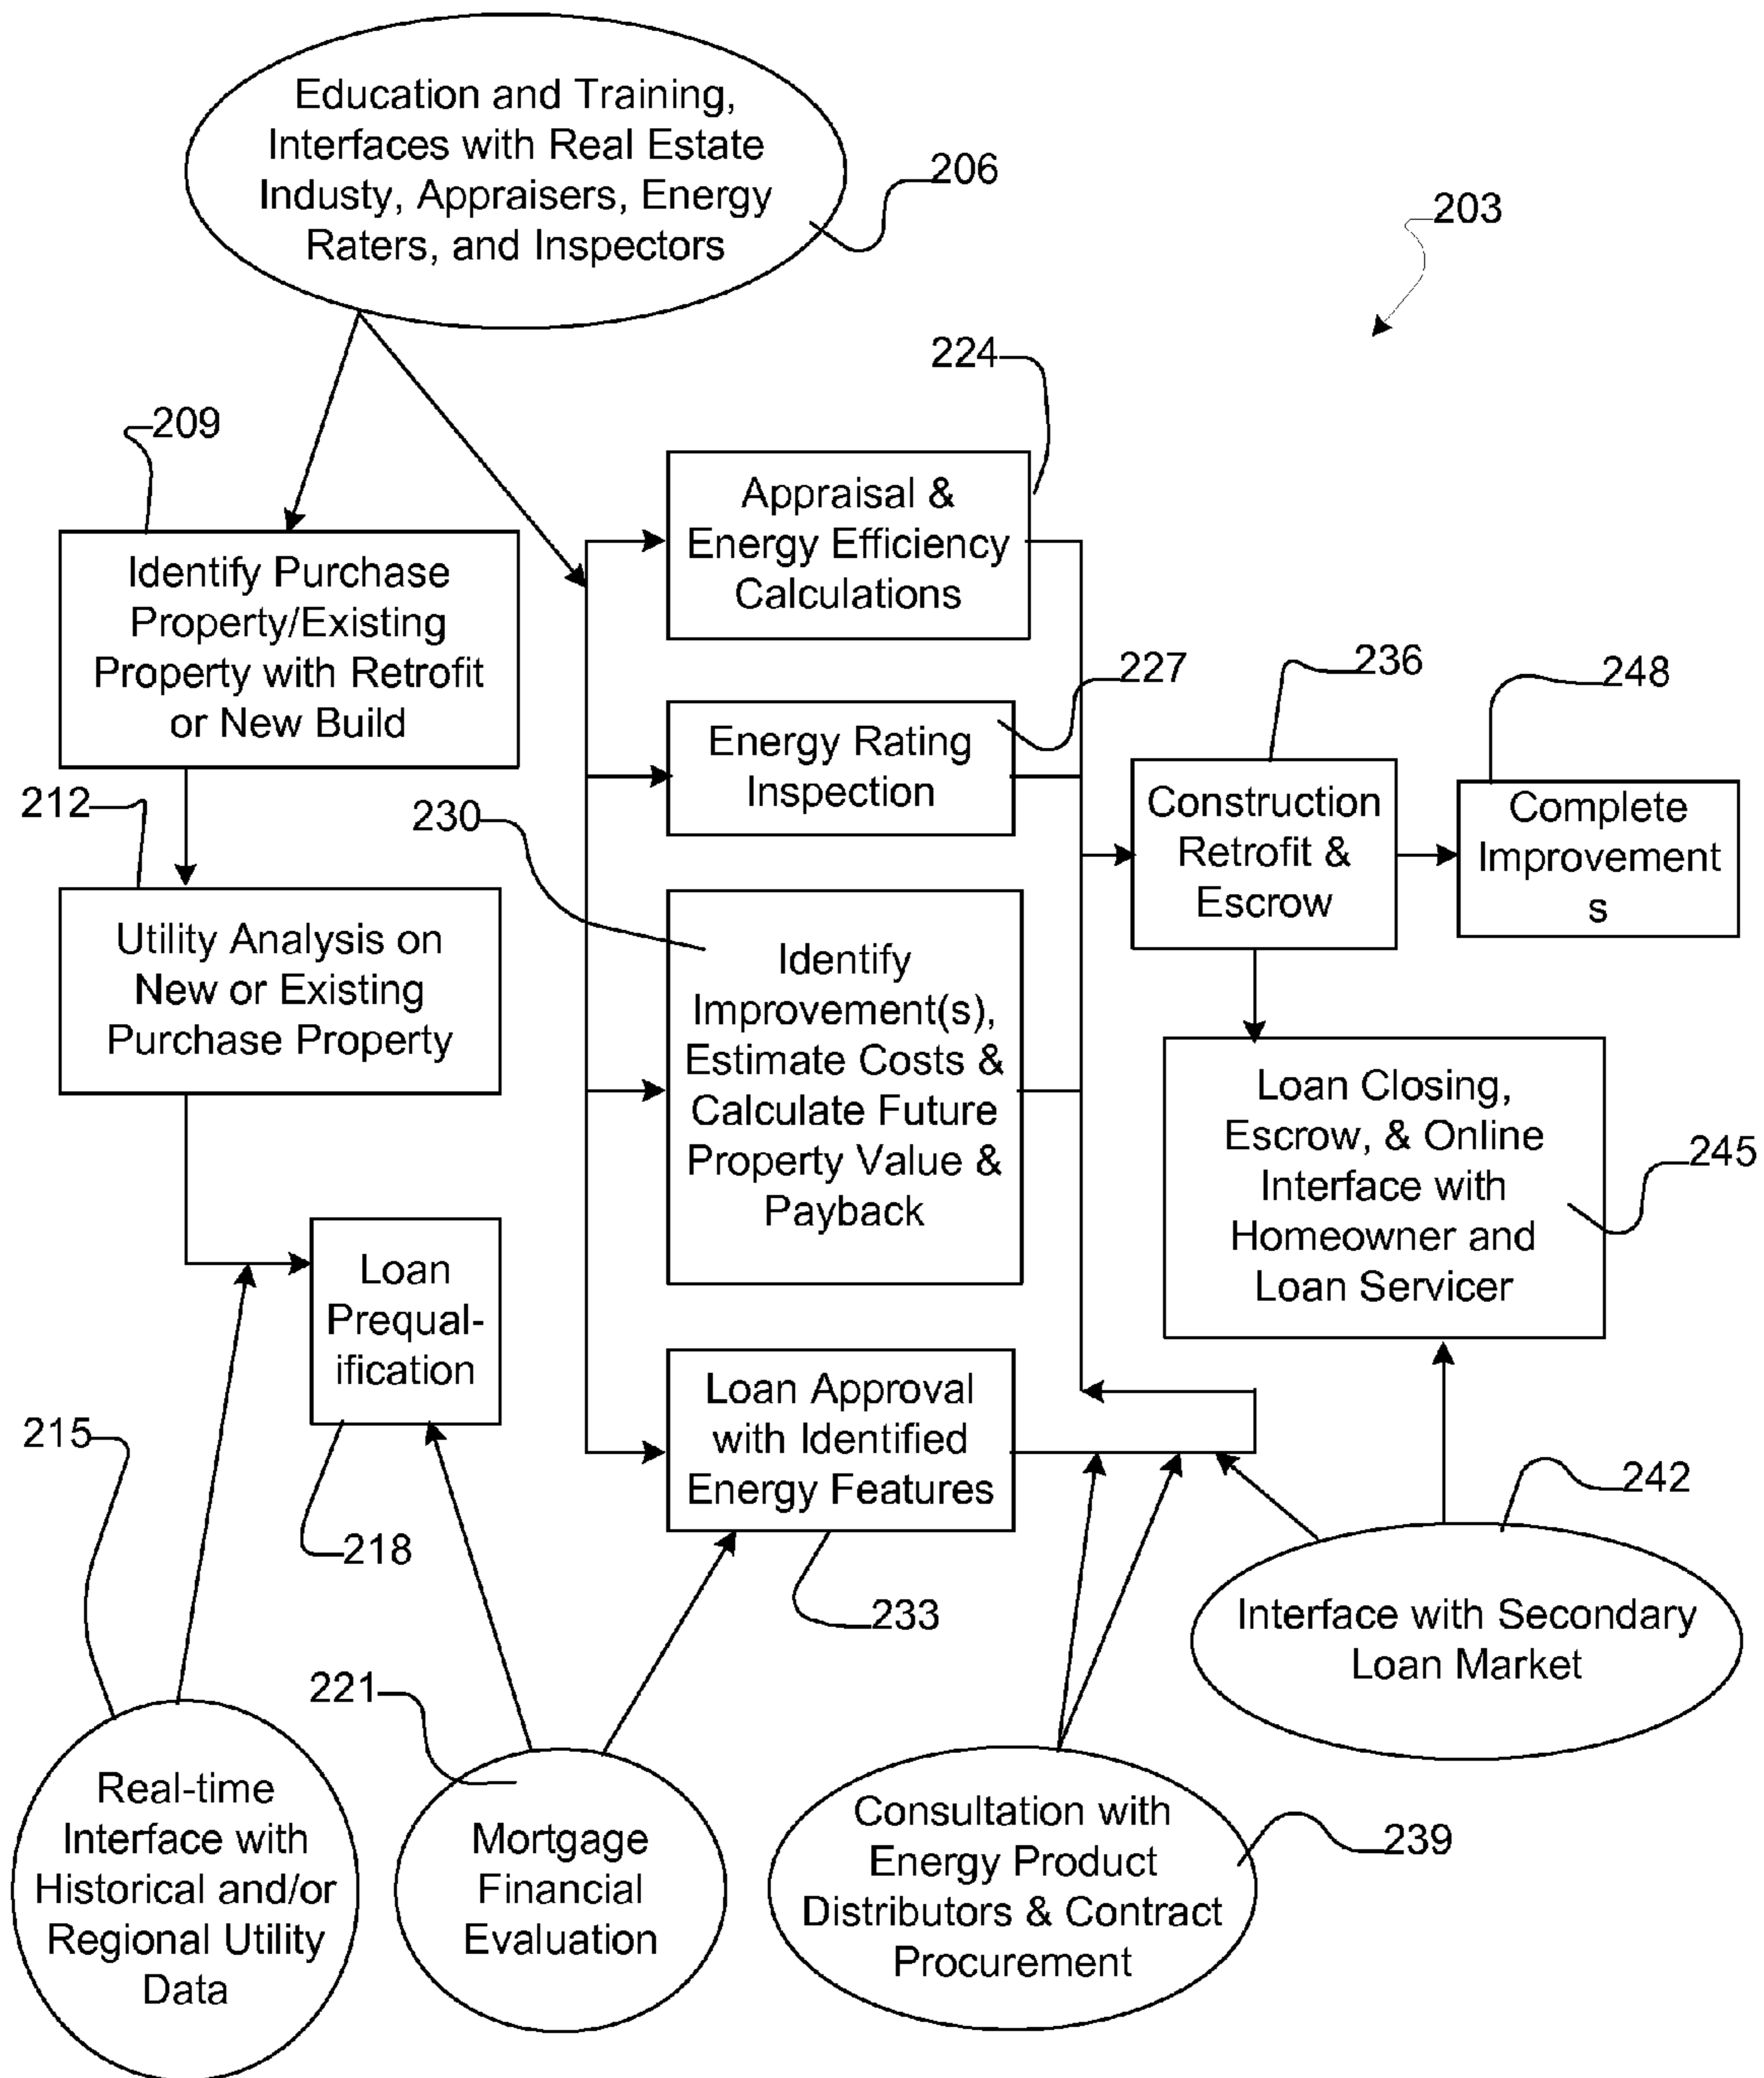 Education and Training,
Interfaces with Real Estate
Industy, Appraisers, Energy
Raters, and Inspectors
206
203
224
209
Appraisal &
Energy Efficiency
Calculations
Identify Purchase
Property/Existing
Property with Retrofit
or New Build
227
236
248
Energy Rating
Inspection
212
230
Construction
Retrofit &
Escrow
Complete
Improvement
s
Utility Analysis on
New or Existing
Purchase Property
Identify
Improvement(s),
Estimate Costs &
Calculate Future
Property Value &
Payback
Loan Closing,
Escrow, & Online
Interface with
Homeowner and
Loan Servicer
245
Loan
Prequal-
ification
Loan Approval
with Identified
Energy Features
215
218
233
242
Interface with Secondary
Loan Market
221
Real-time
Interface with
Historical and/or
Regional Utility
Data
Mortgage
Financial
Evaluation
Consultation with
Energy Product
Distributors & Contract
Procurement
239